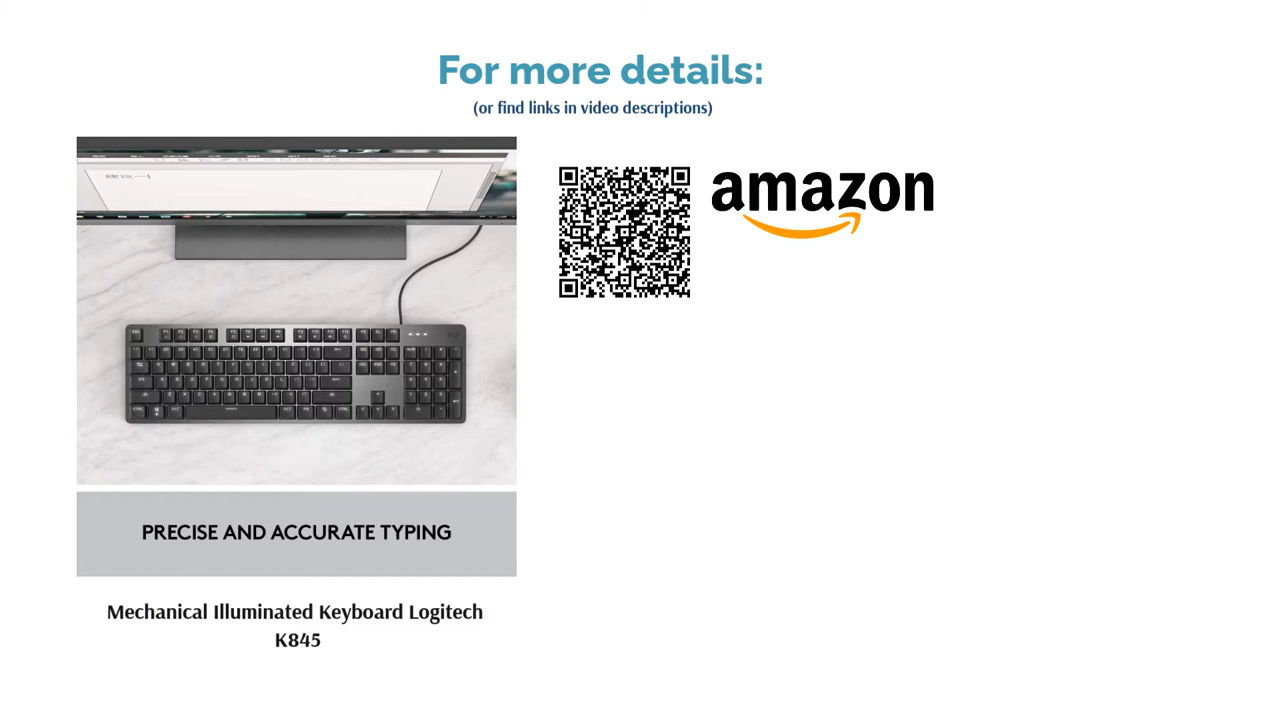 For more details:
(or find links in video descriptions)
amazon
PRECISE AND ACCURATE TYPING
Mechanical Illuminated Keyboard Logitech
K845